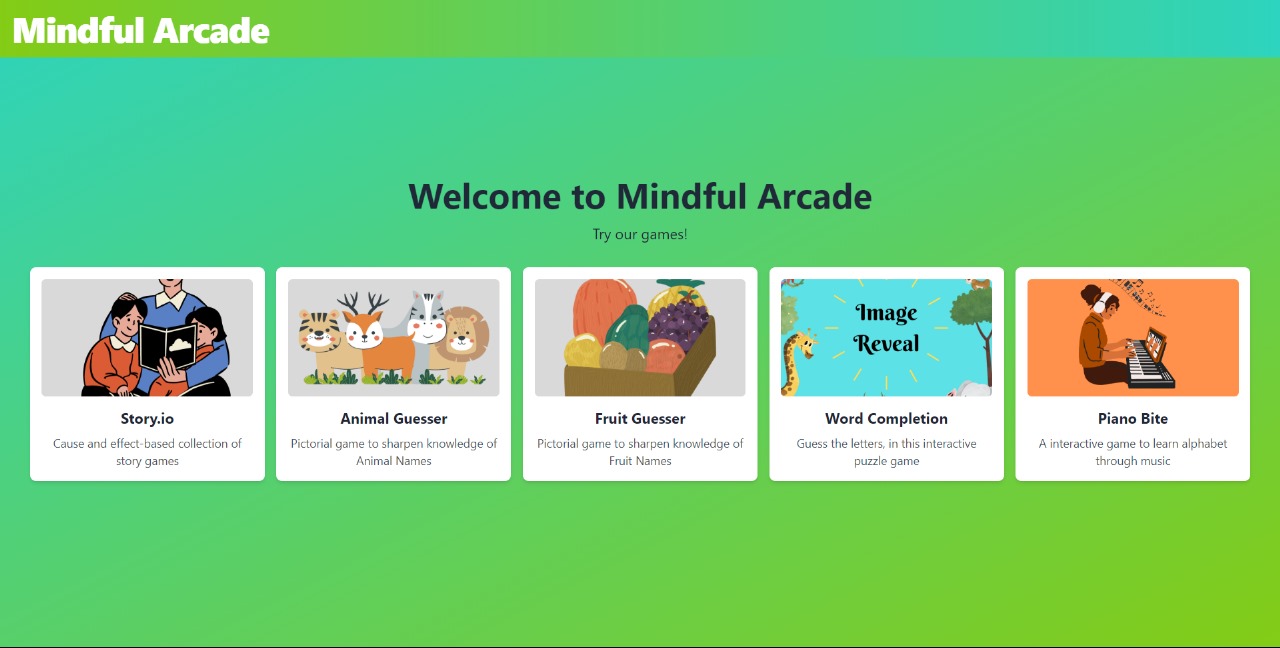 Mindful Arcade
Welcome to Mindful Arcade
Try our games!
Story.io
Cause and effect-based collection of
story games
Animal Guesser
Pictorial game to sharpen knowledge of
Animal Names
Fruit Guesser
Pictorial game to sharpen knowledge of
Fruit Names
Image
Reveal
Word Completion
Guess the letters, in this interactive
puzzle game
Piano Bite
A interactive game to learn alphabet
through music